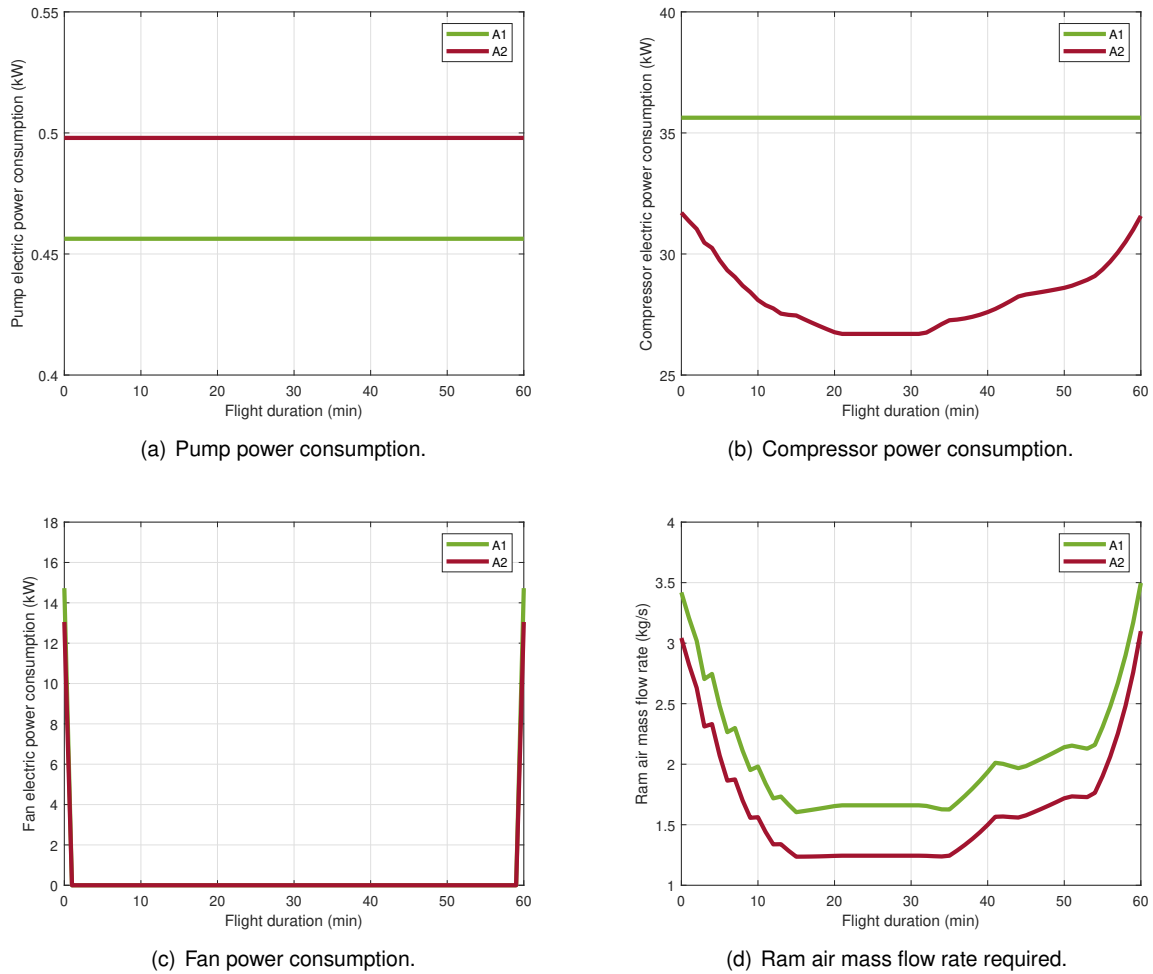 0.55
0.5
0.45
0.4
Pump electric power consumption (kW)
A1
A2
0 10 20 30 40 50 60
Flight duration (min)
(a) Pump power consumption.
40
35
30
25
Compressor electric power consumption (kW)
A1
A2
0 10 20 30 40 50 60
Flight duration (min)
(b) Compressor power consumption.
18
16
14
12
10
8
6
4
2
0
Fan electric power consumption (kW)
A1
A2
0 10 20 30 40 50 60
Flight duration (min)
(c) Fan power consumption.
4
3.5
3
2.5
2
1.5
1
Ram air mass flow rate (kg/s)
A1
A2
0 10 20 30 40 50 60
Flight duration (min)
(d) Ram air mass flow rate required.